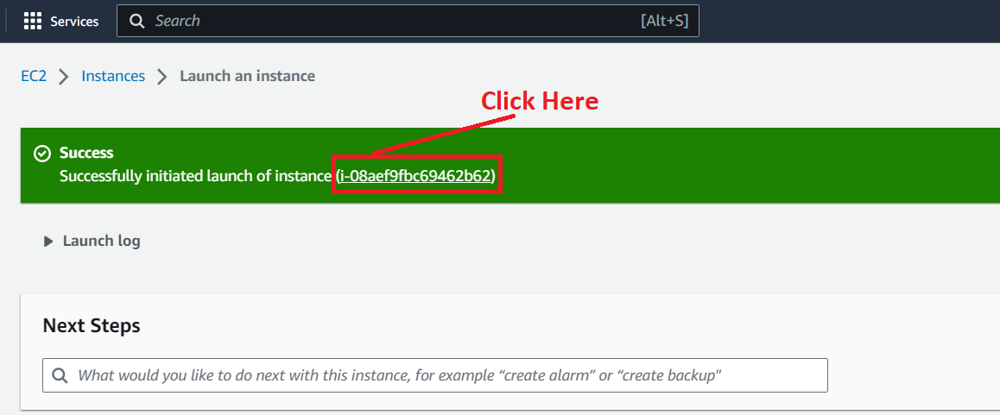 Services
Search [Alt+S]
EC2 Instances Launch an instance
Click Here
Success
Successfully initiated launch of instance (i-08aef9fbc69462b62)
Launch log
Next Steps
What would you like to do next with this instance, for example “create alarm” or “create backup"